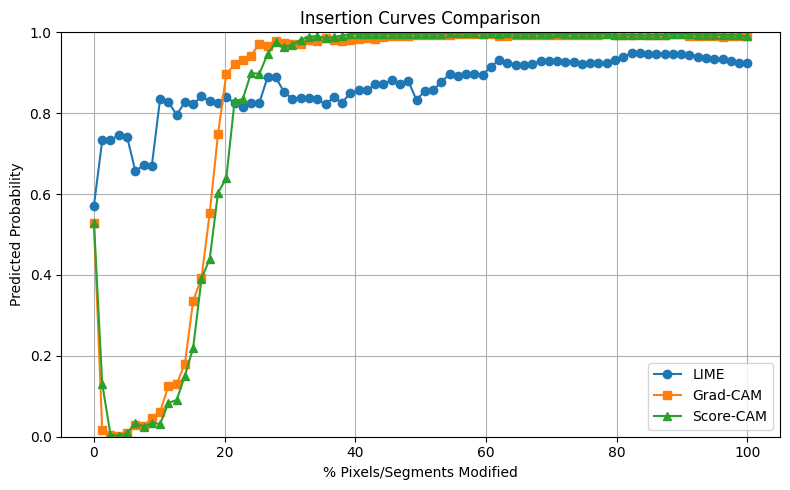 Insertion Curves Comparison
1.0
0.8
0.6
0.4
0.2
0.0
Predicted Probability
0 20 40 60 80 100
% Pixels/Segments Modified
LIME
Grad-CAM
Score-CAM